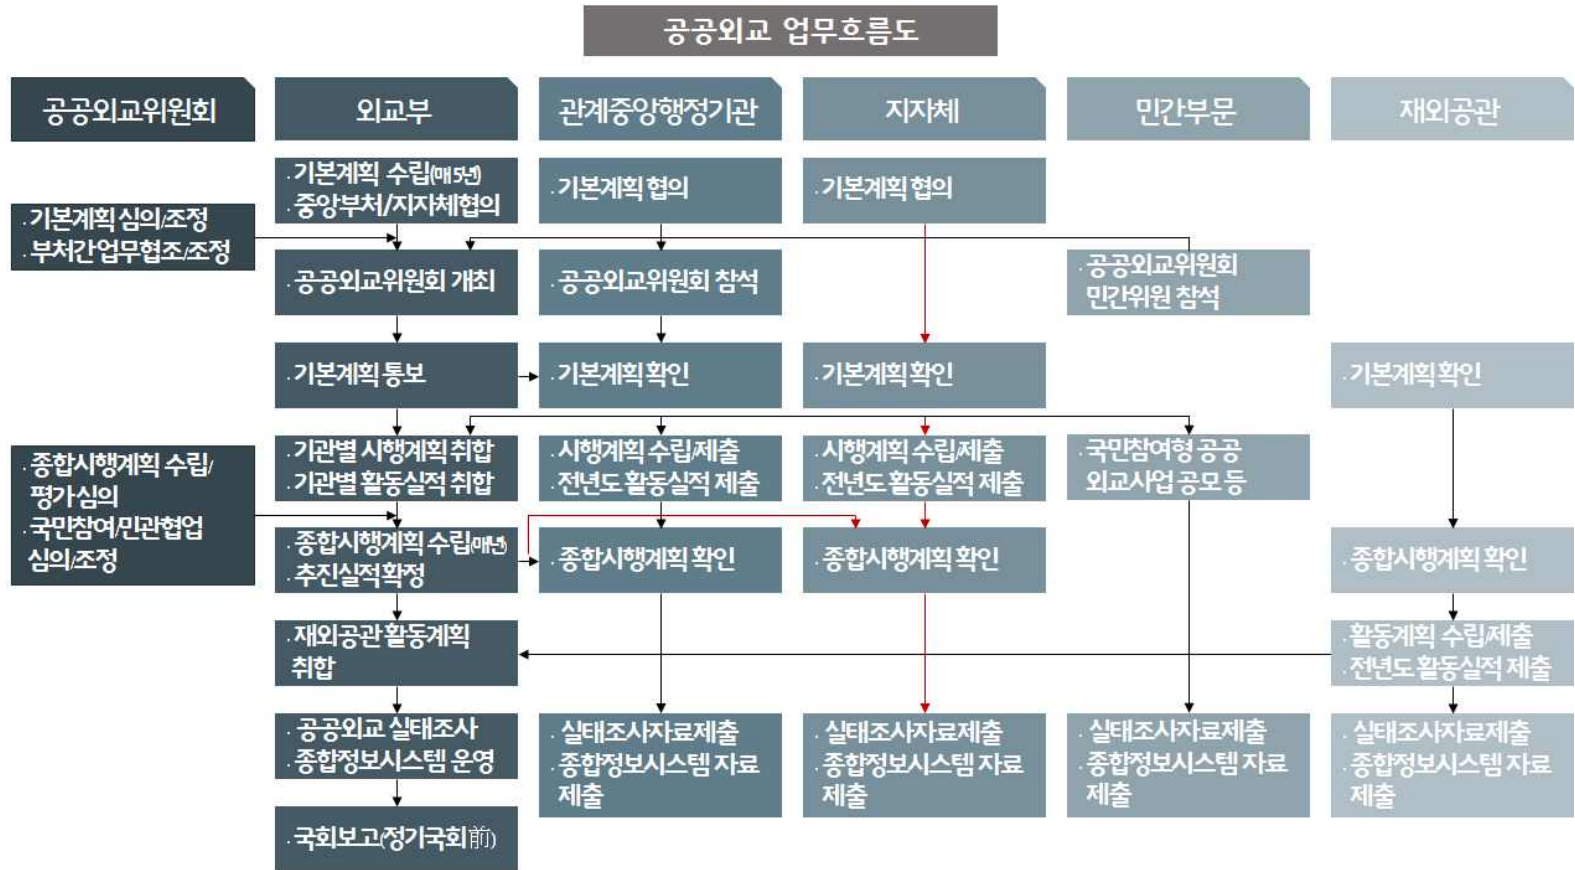 공공외교 업무흐름도
공공외교위원회
외교부
관계중앙행정기관
지자체
민간부문
재외공관
· 기본계획 심의/조정
· 부처간업무협조/조정
· 종합시행계획 수립/
평가 심의
· 국민참여/민관협업
심의/조정
· 기본계획 수립(매5년)
· 중앙부처/지자체협의
· 공공외교위원회 개최
· 기본계획 통보
· 기관별 시행계획 취합
· 기관별 활동실적 취합
· 종합시행계획 수립(매년)
· 추진실적확정
· 재외공관 활동계획
취합
· 공공외교 실태조사
· 종합정보시스템 운영
· 국회보고(정기국회前)
· 기본계획 협의
· 공공외교위원회 참석
· 기본계획 확인
· 시행계획 수립/제출
· 전년도 활동실적 제출
· 종합시행계획 확인
· 실태조사자료제출
· 종합정보시스템 자료
제출
· 기본계획 협의
· 기본계획 확인
· 시행계획 수립/제출
· 전년도 활동실적 제출
· 종합시행계획 확인
· 실태조사자료제출
· 종합정보시스템 자료
제출
· 공공외교위원회
민간위원 참석
· 국민참여형 공공
외교사업 공모 등
· 실태조사자료제출
· 종합정보시스템 자료
제출
· 기본계획 확인
· 종합시행계획 확인
· 활동계획 수립/제출
· 전년도 활동실적 제출
· 실태조사자료제출
· 종합정보시스템 자료
제출